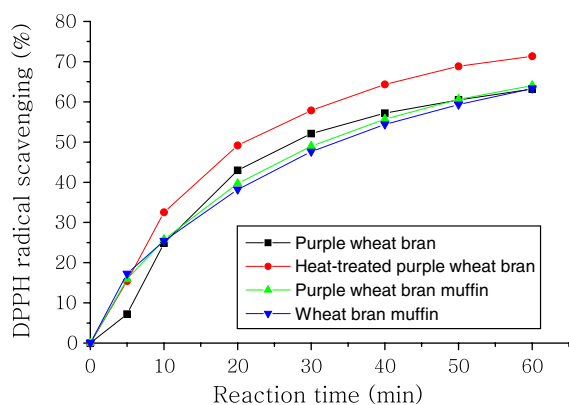 DPPH radical scavenging (%)
80
70
60
50
40
30
20
10
0
Purple wheat bran
Heat-treated purple wheat bran
Purple wheat bran muffin
Wheat bran muffin
0 10 20 30 40 50 60
Reaction time (min)